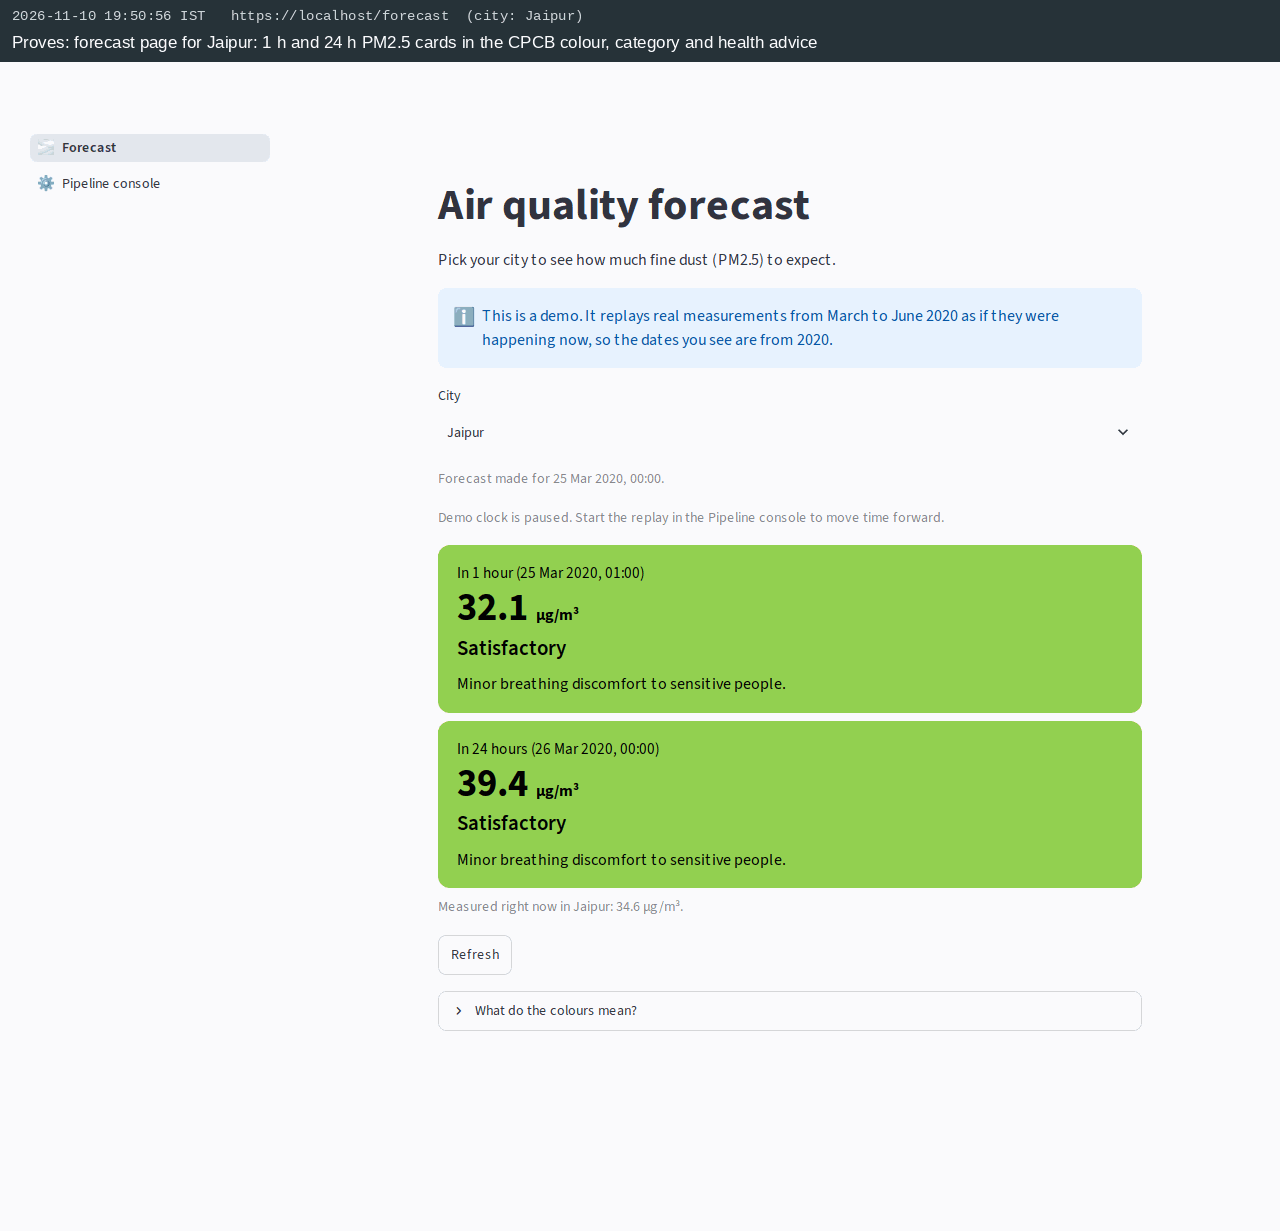 2026-11-10 19:50:56 IST https://localhost/forecast (city: Jaipur)
Proves: forecast page for Jaipur: 1 h and 24 h PM2.5 cards in the CPCB colour, category and health advice
Forecast
Pipeline console
Air quality forecast
Pick your city to see how much fine dust (PM2.5) to expect.
This is a demo. It replays real measurements from March to June 2020 as if they were
happening now, so the dates you see are from 2020.
City
Jaipur
Forecast made for 25 Mar 2020, 00:00.
Demo clock is paused. Start the replay in the Pipeline console to move time forward.
In 1 hour (25 Mar 2020, 01:00)
32.1 µg/m³
Satisfactory
Minor breathing discomfort to sensitive people.
In 24 hours (26 Mar 2020, 00:00)
39.4 µg/m³
Satisfactory
Minor breathing discomfort to sensitive people.
Measured right now in Jaipur: 34.6 µg/m³.
Refresh
What do the colours mean?